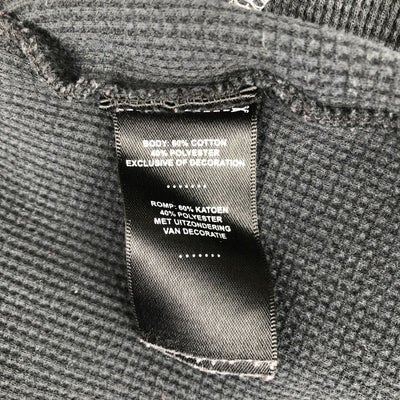 BODY: 60% COTTON
40% POLYESTER
EXCLUSIVE OF DECORATION
.......
ROMP: 60% KATOEN
40% POLYESTER
MET UITZONDERING
VAN DECORATIE
.......